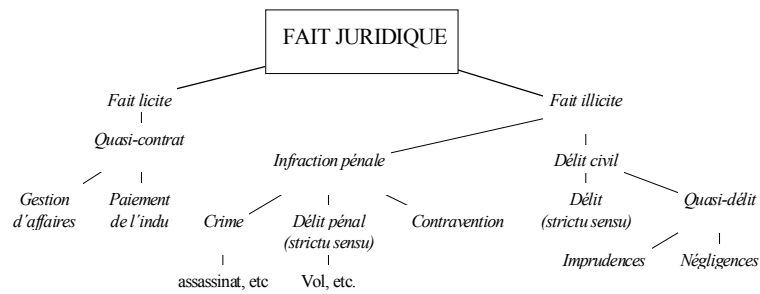 FAIT JURIDIQUE
Fait licite
Fait illicite
Quasi-contrat
Infraction pénale
Délit civil
Gestion
d´affaires
Paiement
de l´indu
Crime
Délit pénal
(strictu sensu)
Contravention
Délit
(strictu sensu)
Quasi-délit
assassinat, etc
Vol, etc.
Imprudences
Négligences